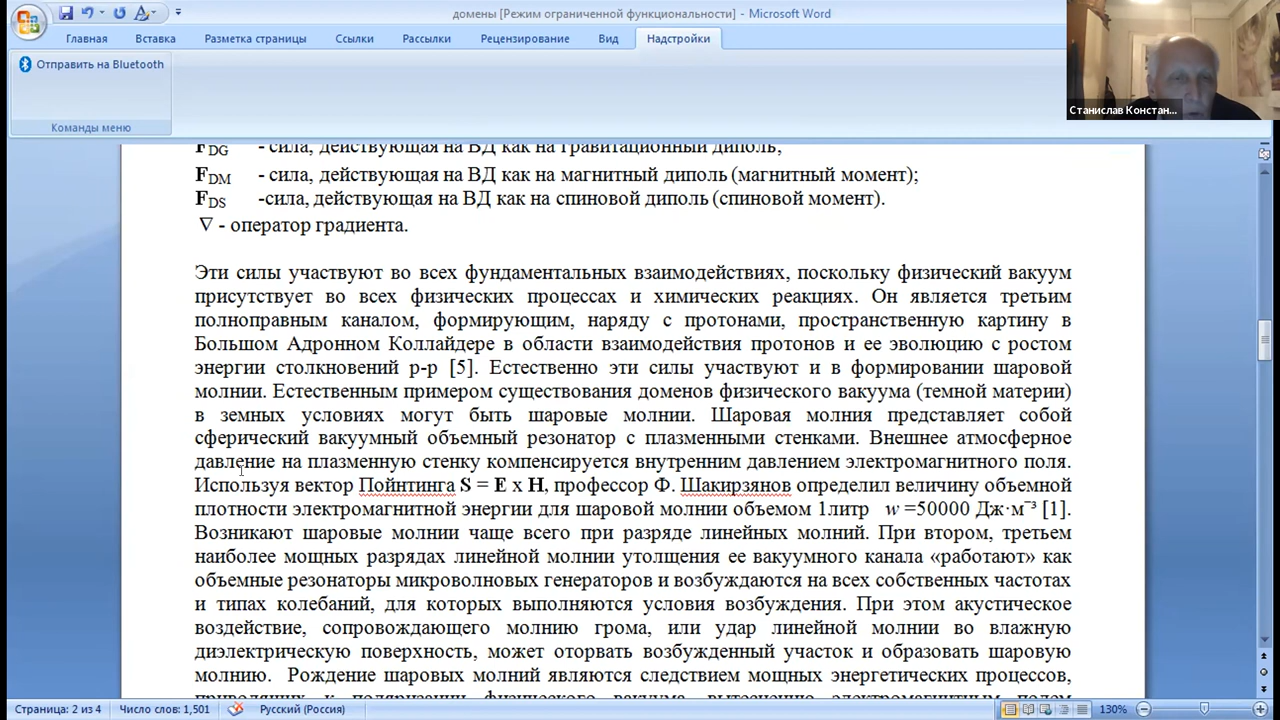 домены [Режим ограниченной функциональности] - Microsoft Word
Главная Вставка Разметка страницы Ссылки Рассылки Рецензирование Вид Надстройки
Отправить на Bluetooth
Команды меню
Станислав Констан...
F_DG - сила, действующая на ВД как на гравитационный диполь;
F_DM - сила, действующая на ВД как на магнитный диполь (магнитный момент);
F_DS -сила, действующая на ВД как на спиновой диполь (спиновой момент).
∇ - оператор градиента.
Эти силы участвуют во всех фундаментальных взаимодействиях, поскольку физический вакуум
присутствует во всех физических процессах и химических реакциях. Он является третьим
полноправным каналом, формирующим, наряду с протонами, пространственную картину в
Большом Адронном Коллайдере в области взаимодействия протонов и ее эволюцию с ростом
энергии столкновений р-р [5]. Естественно эти силы участвуют и в формировании шаровой
молнии. Естественным примером существования доменов физического вакуума (темной материи)
в земных условиях могут быть шаровые молнии. Шаровая молния представляет собой
сферический вакуумный объемный резонатор с плазменными стенками. Внешнее атмосферное
давление на плазменную стенку компенсируется внутренним давлением электромагнитного поля.
Используя вектор Пойнтинга S = E x H, профессор Ф. Шакирзянов определил величину объемной
плотности электромагнитной энергии для шаровой молнии объемом 1литр w =50000 Дж·м⁻³ [1].
Возникают шаровые молнии чаще всего при разряде линейных молний. При втором, третьем
наиболее мощных разрядах линейной молнии утолщения ее вакуумного канала «работают» как
объемные резонаторы микроволновых генераторов и возбуждаются на всех собственных частотах
и типах колебаний, для которых выполняются условия возбуждения. При этом акустическое
воздействие, сопровождающего молнию грома, или удар линейной молнии во влажную
диэлектрическую поверхность, может оторвать возбужденный участок и образовать шаровую
молнию. Рождение шаровых молний являются следствием мощных энергетических процессов,
приводящих к поляризации физического вакуума, вытеснению электромагнитным полем
Страница: 2 из 4 Число слов: 1,501 Русский (Россия) 130%